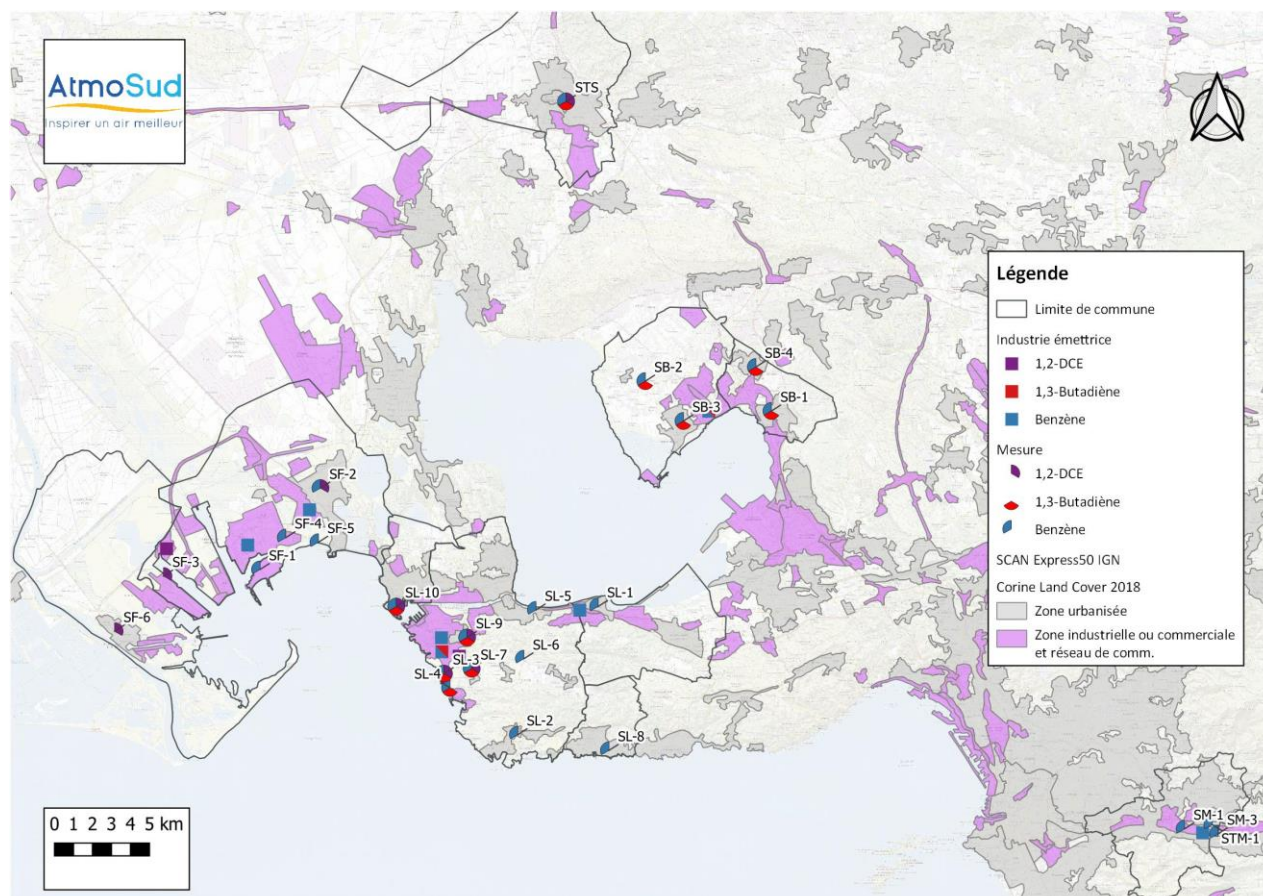 AtmoSud
Inspirer un air meilleur
STS
SB-4
SB-2
SB-1
SB-3
SF-2
SF-4
SF-5
SF-3
SF-1
SF-6
SL-10
SL-5
SL-1
SL-9
SL-6
SL-3
SL-7
SL-4
SL-2
SL-8
SM-1
SM-3
STM-1
Légende
Limite de commune
Industrie émettrice
1,2-DCE
1,3-Butadiène
Benzène
Mesure
1,2-DCE
1,3-Butadiène
Benzène
SCAN Express50 IGN
Corine Land Cover 2018
Zone urbanisée
Zone industrielle ou commerciale
et réseau de comm.
0 1 2 3 4 5 km